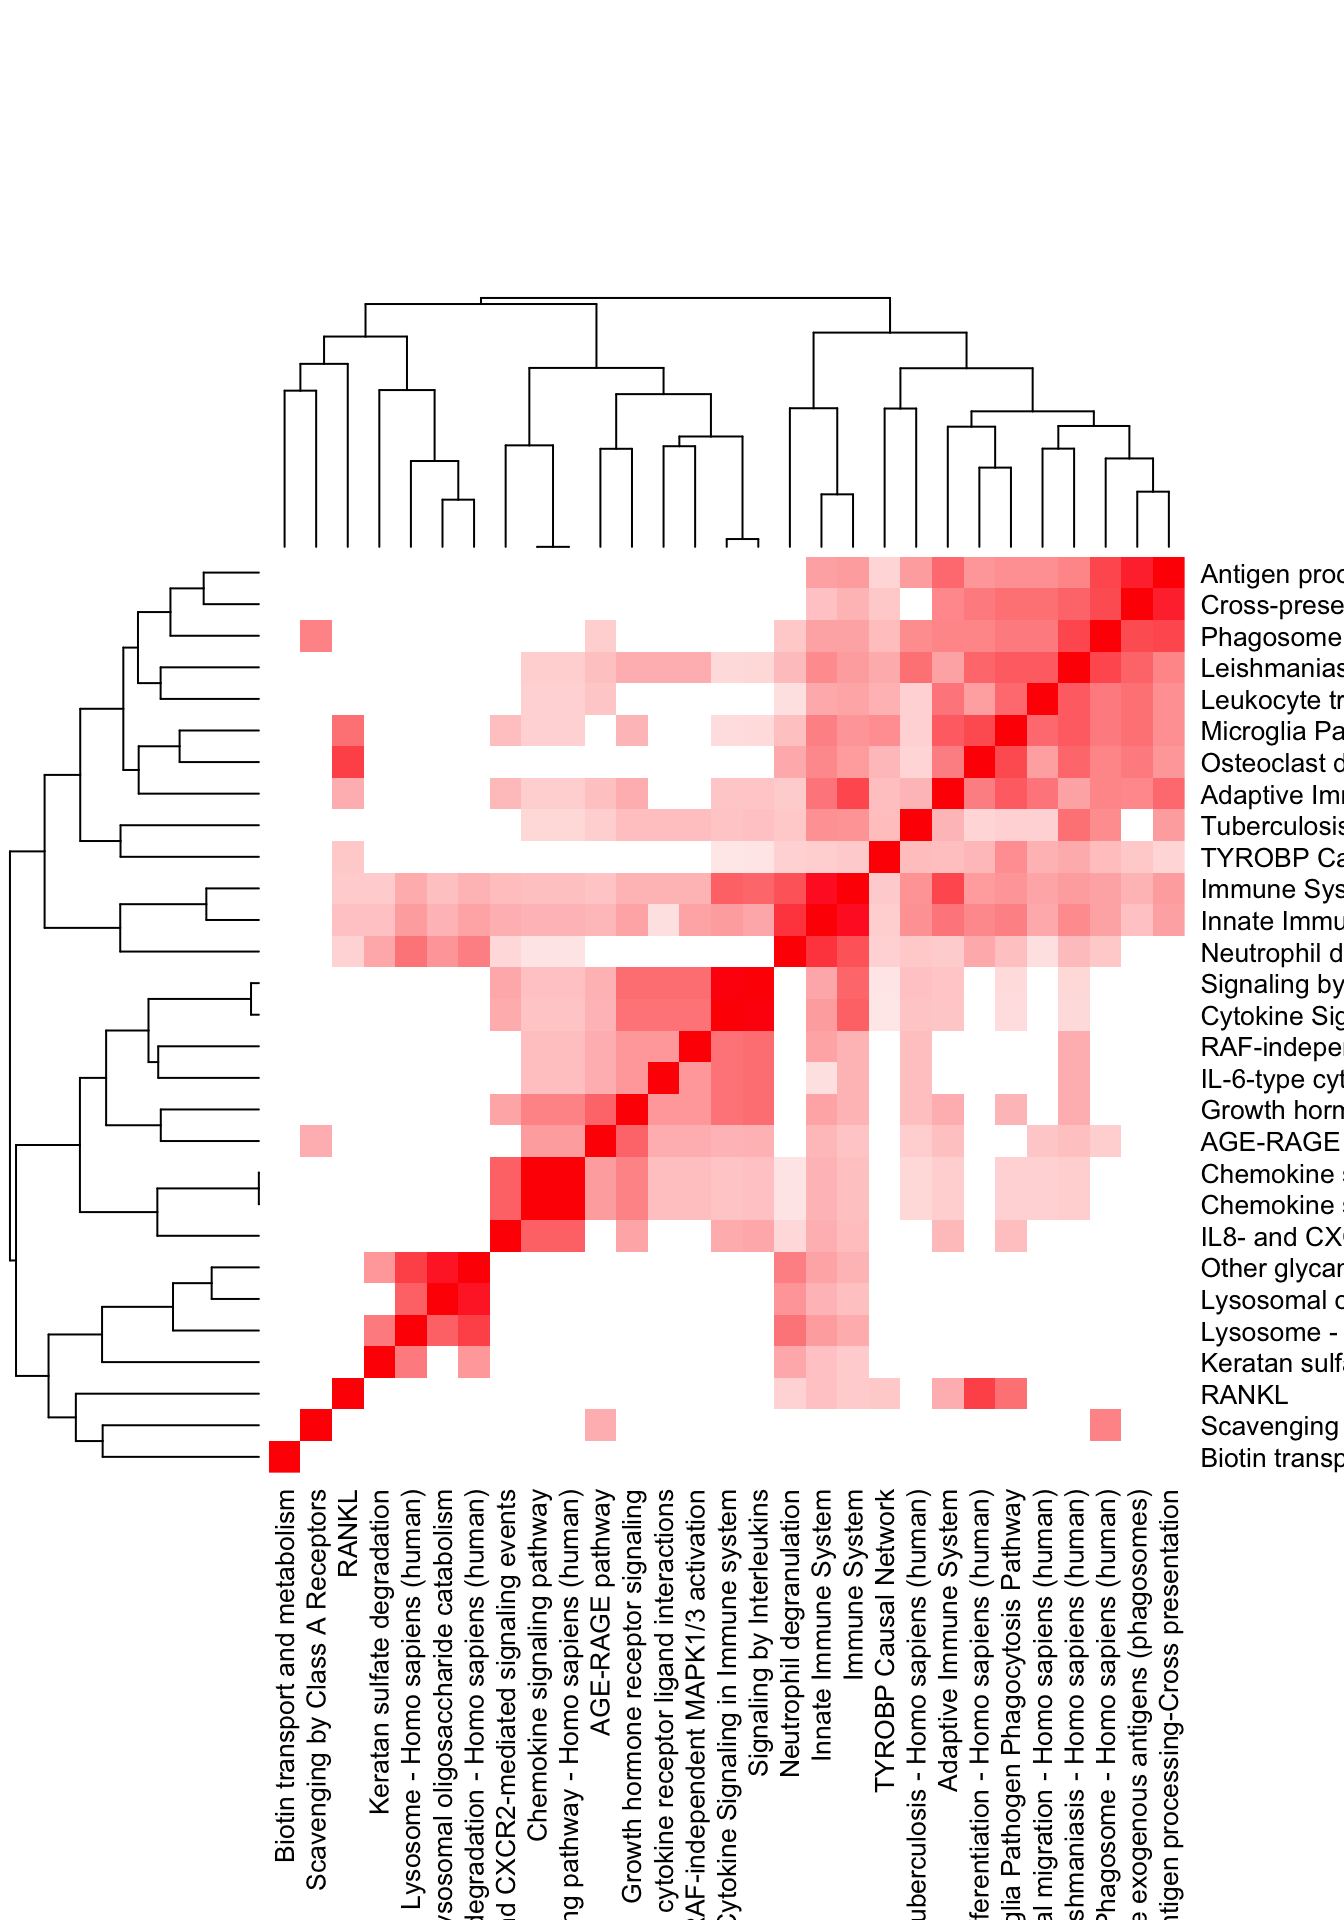 Antigen proc
Cross-prese
Phagosome
Leishmanias
Leukocyte tr
Microglia Pa
Osteoclast d
Adaptive Imm
Tuberculosis
TYROBP Ca
Immune Sys
Innate Immu
Neutrophil d
Signaling by
Cytokine Sig
RAF-indeper
IL-6-type cyt
Growth horm
AGE-RAGE
Chemokine s
Chemokine s
IL8- and CX
Other glycan
Lysosomal o
Lysosome -
Keratan sulfa
RANKL
Scavenging
Biotin transp
Biotin transport and metabolism
Scavenging by Class A Receptors
RANKL
Keratan sulfate degradation
Lysosome - Homo sapiens (human)
ysosomal oligosaccharide catabolism
degradation - Homo sapiens (human)
nd CXCR2-mediated signaling events
Chemokine signaling pathway
ng pathway - Homo sapiens (human)
AGE-RAGE pathway
Growth hormone receptor signaling
cytokine receptor ligand interactions
RAF-independent MAPK1/3 activation
Cytokine Signaling in Immune system
Signaling by Interleukins
Neutrophil degranulation
Innate Immune System
Immune System
TYROBP Causal Network
uberculosis - Homo sapiens (human)
Adaptive Immune System
fferentiation - Homo sapiens (human)
glia Pathogen Phagocytosis Pathway
al migration - Homo sapiens (human)
shmaniasis - Homo sapiens (human)
Phagosome - Homo sapiens (human)
e exogenous antigens (phagosomes)
ntigen processing-Cross presentation